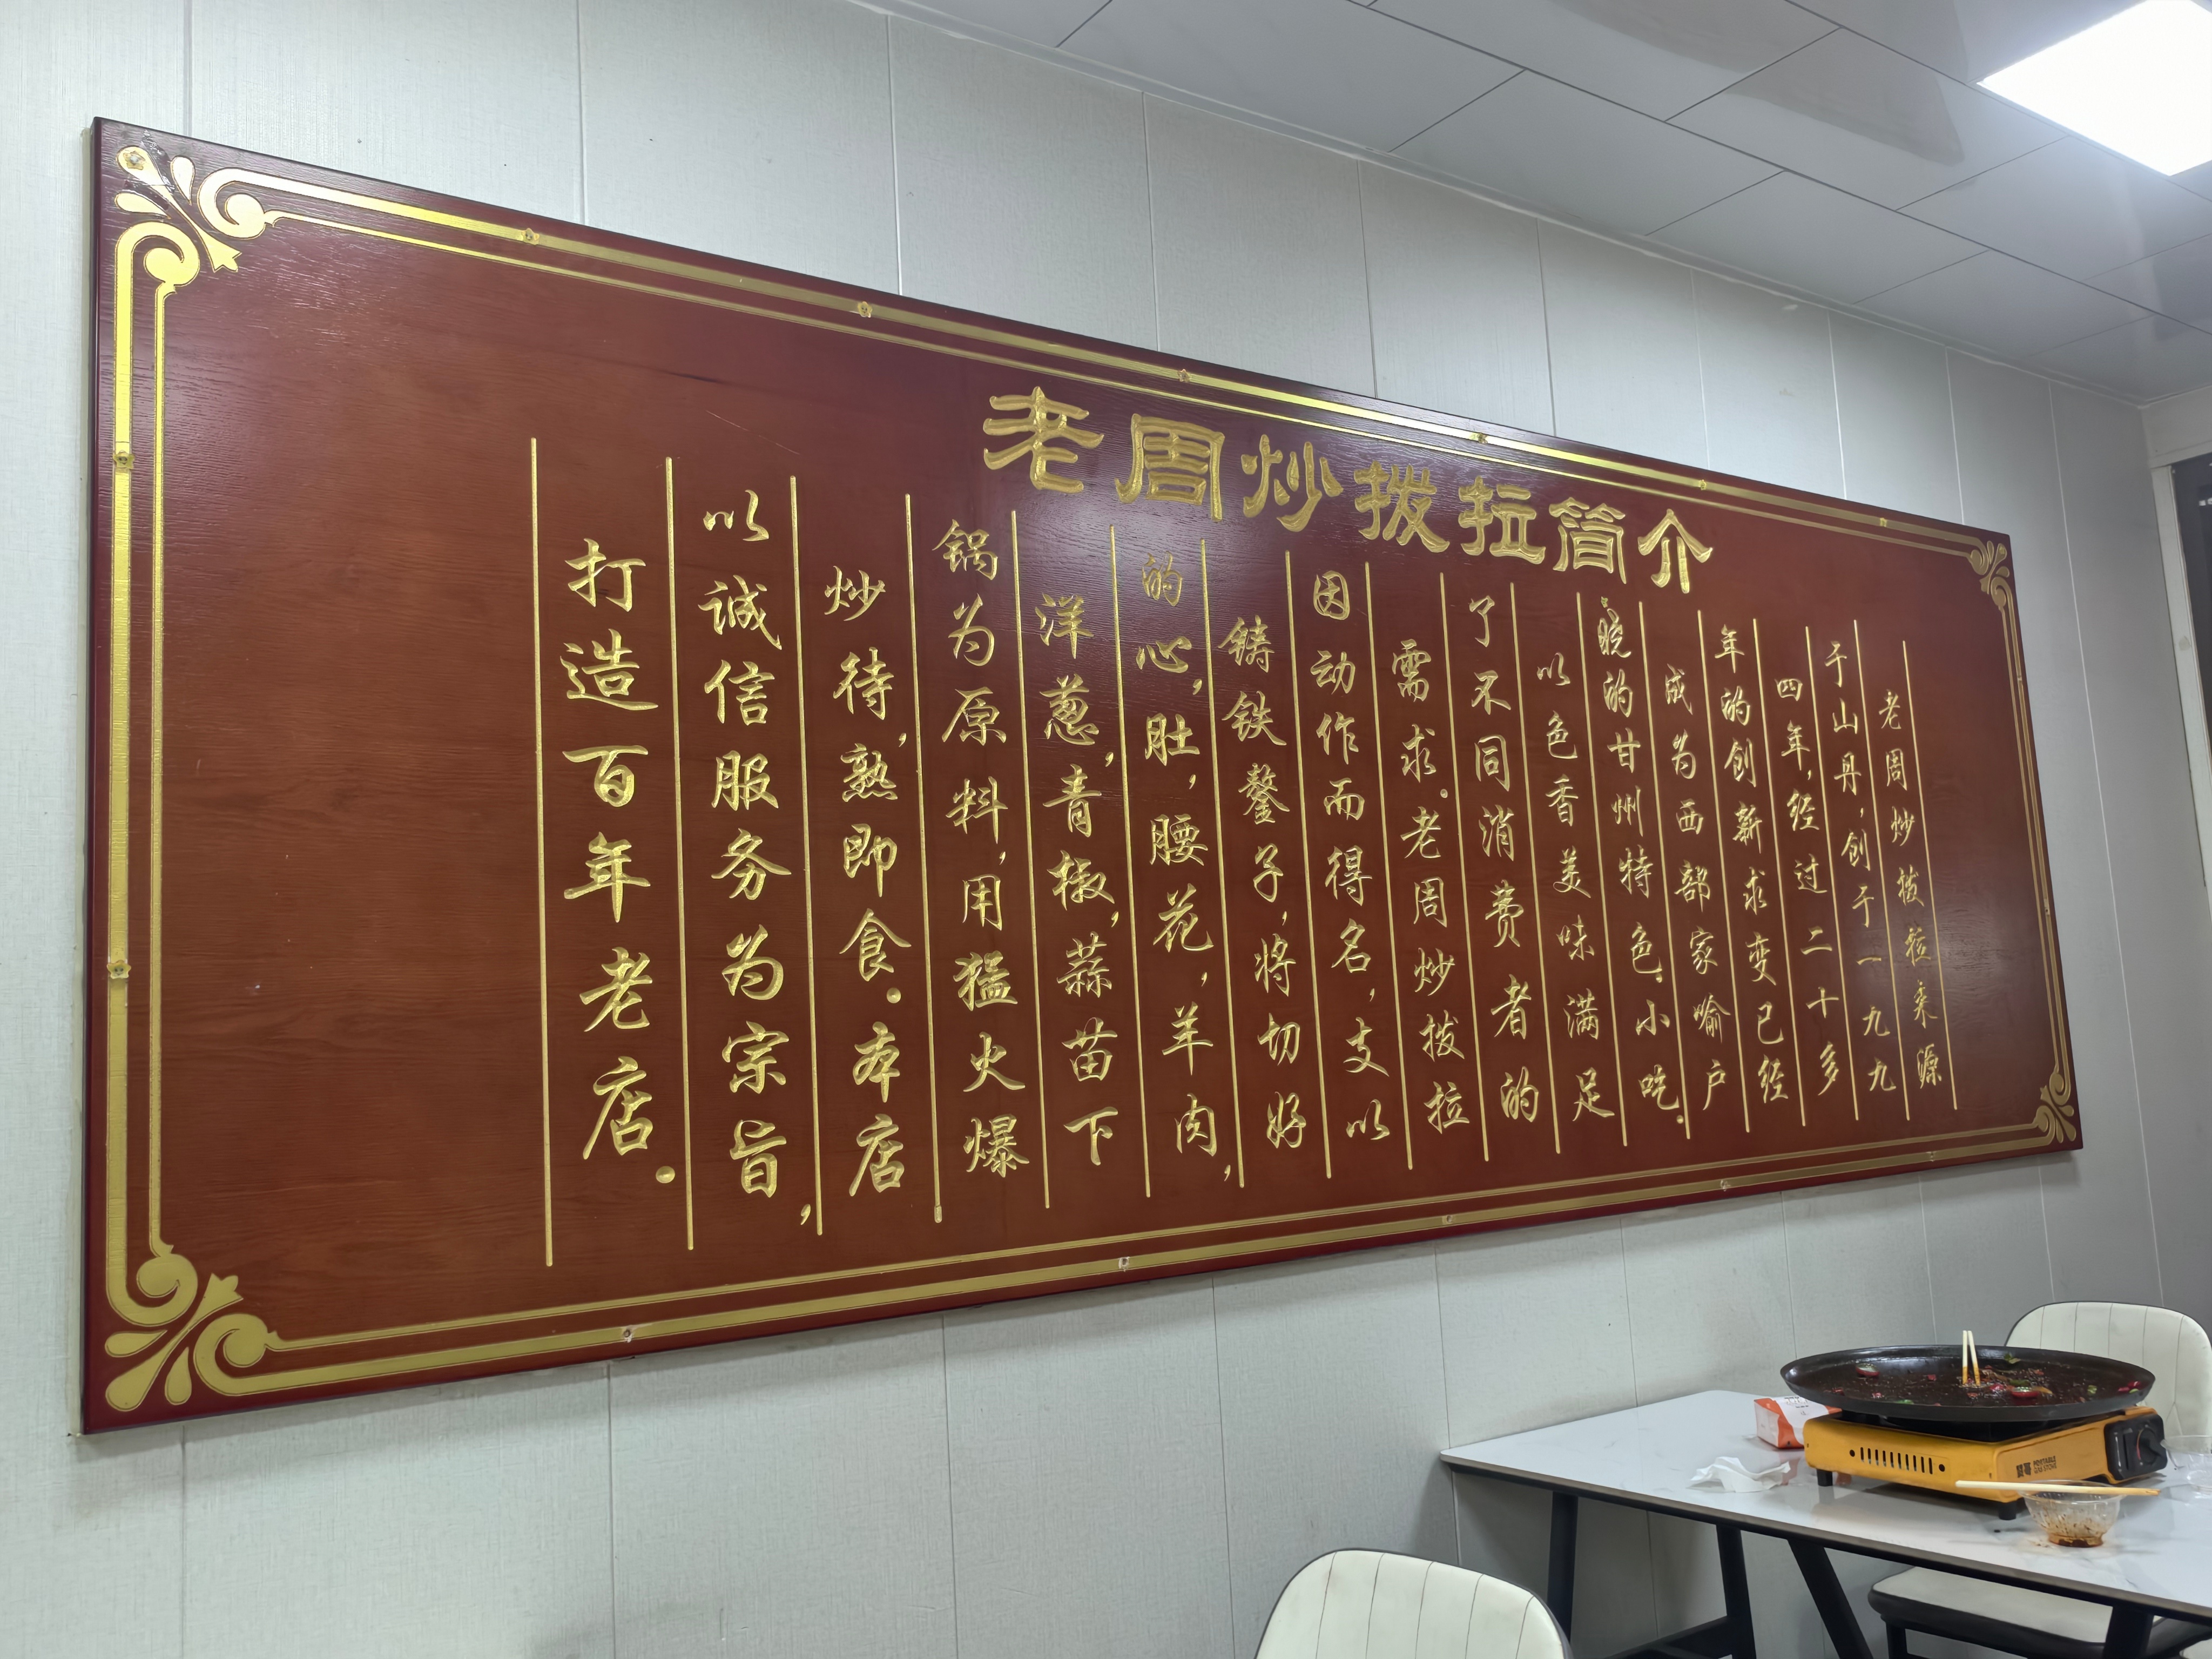 老周炒拨拉简介
老周炒拨拉来源
于山丹,创于一九九
四年,经过二十多
年的创新求变已经
成为西部家喻户
晓的甘州特色小吃.
以色香美味满足
了不同消费者的
需求.老周炒拨拉
因动作而得名,支以
铸铁鏊子,将切好
的心,肚,腰花,羊肉,
洋葱,青椒,蒜苗下
锅为原料,用猛火爆
炒待,熟即食.本店
以诚信服务为宗旨,
打造百年老店.
PORTABLE
GAS STOVE